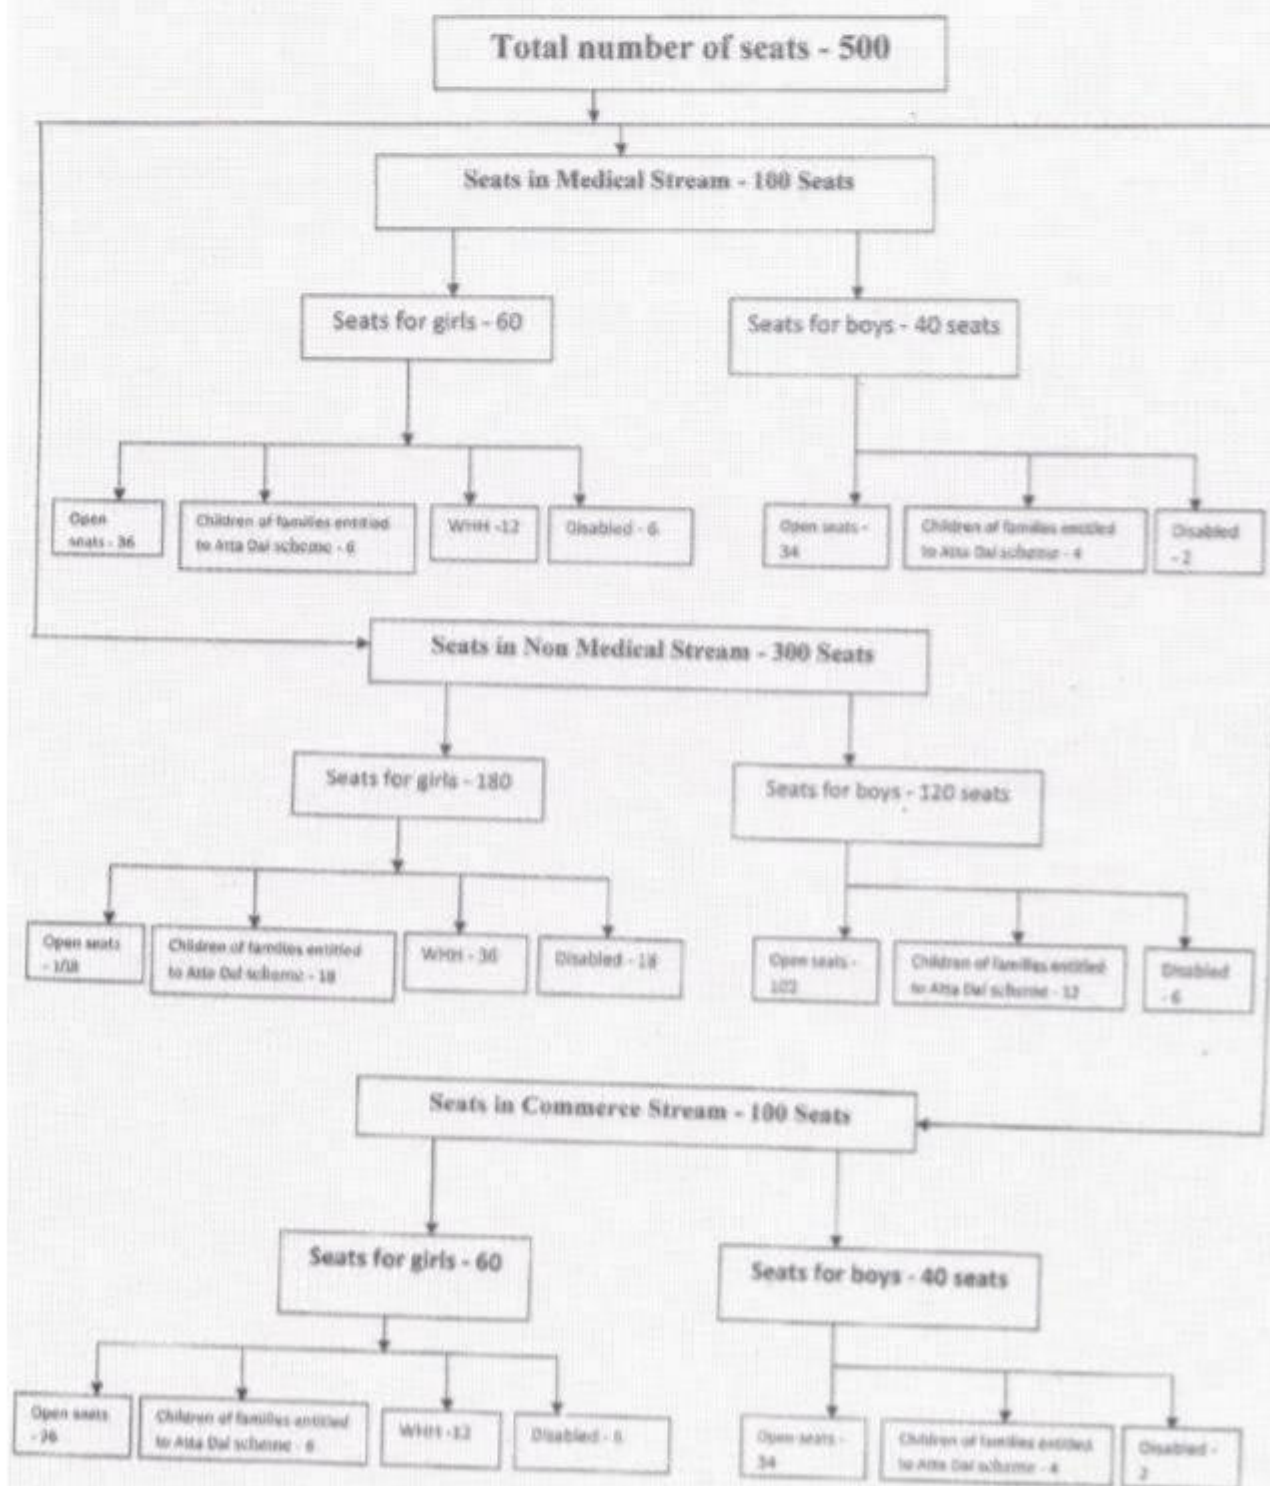 Total number of seats - 500
Seats in Medical Stream - 100 Seats
Seats for girls - 60
Seats for boys - 40 seats
Open
seats - 36
Children of families entitled
to Atta Dal scheme - 6
WHH -12
Disabled - 6
Open seats -
34
Children of families entitled
to Atta Dal scheme - 4
Disabled
- 2
Seats in Non Medical Stream - 300 Seats
Seats for girls - 180
Seats for boys - 120 seats
Open seats
- 108
Children of families entitled
to Atta Dal scheme - 18
WHH - 36
Disabled - 18
Open seats -
102
Children of families entitled
to Atta Dal scheme - 12
Disabled
- 6
Seats in Commerce Stream - 100 Seats
Seats for girls - 60
Seats for boys - 40 seats
Open seats
- 36
Children of families entitled
to Atta Dal scheme - 6
WHH -12
Disabled - 6
Open seats -
34
Children of families entitled
to Atta Dal scheme - 4
Disabled -
2